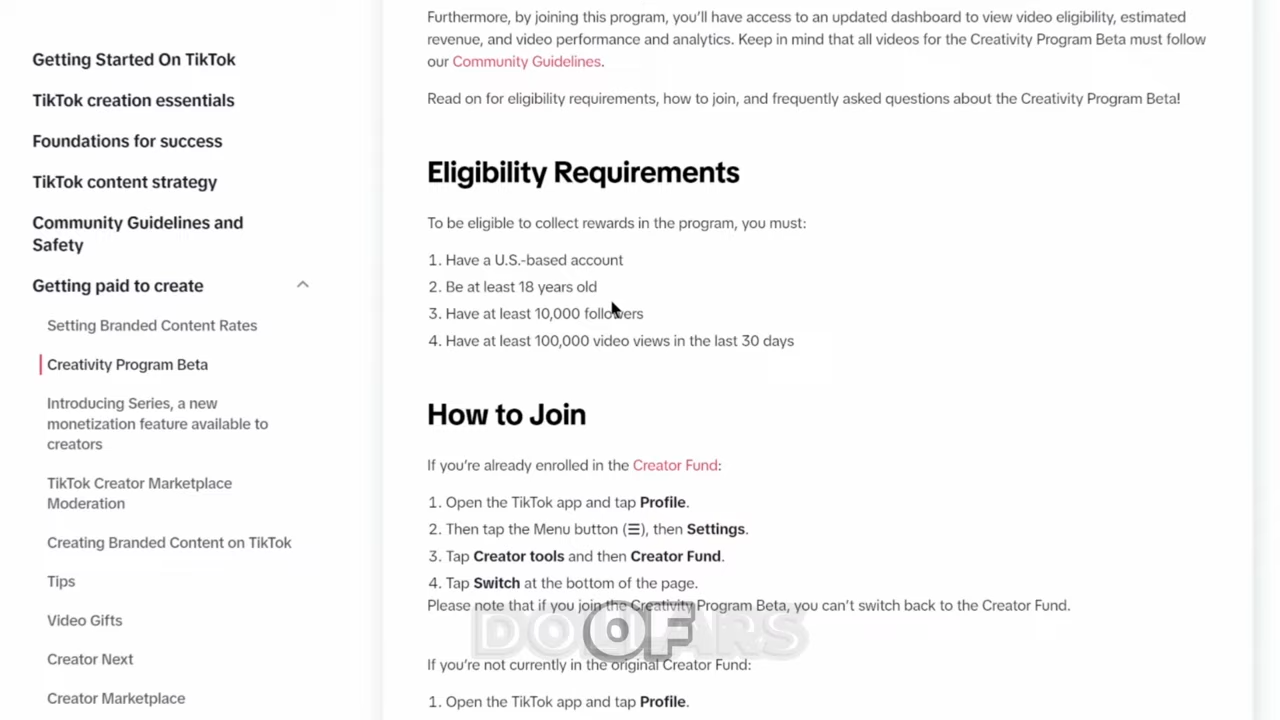 Getting Started On TikTok
TikTok creation essentials
Foundations for success
TikTok content strategy
Community Guidelines and
Safety
Getting paid to create
Setting Branded Content Rates
Creativity Program Beta
Introducing Series, a new
monetization feature available to
creators
TikTok Creator Marketplace
Moderation
Creating Branded Content on TikTok
Tips
Video Gifts
Creator Next
Creator Marketplace
Furthermore, by joining this program, you’ll have access to an updated dashboard to view video eligibility, estimated
revenue, and video performance and analytics. Keep in mind that all videos for the Creativity Program Beta must follow
our Community Guidelines.
Read on for eligibility requirements, how to join, and frequently asked questions about the Creativity Program Beta!
Eligibility Requirements
To be eligible to collect rewards in the program, you must:
1. Have a U.S.-based account
2. Be at least 18 years old
3. Have at least 10,000 followers
4. Have at least 100,000 video views in the last 30 days
How to Join
If you’re already enrolled in the Creator Fund:
1. Open the TikTok app and tap Profile.
2. Then tap the Menu button (☰), then Settings.
3. Tap Creator tools and then Creator Fund.
4. Tap Switch at the bottom of the page.
Please note that if you join the Creativity Program Beta, you can’t switch back to the Creator Fund.
DOLLARS
OF
If you’re not currently in the original Creator Fund:
1. Open the TikTok app and tap Profile.